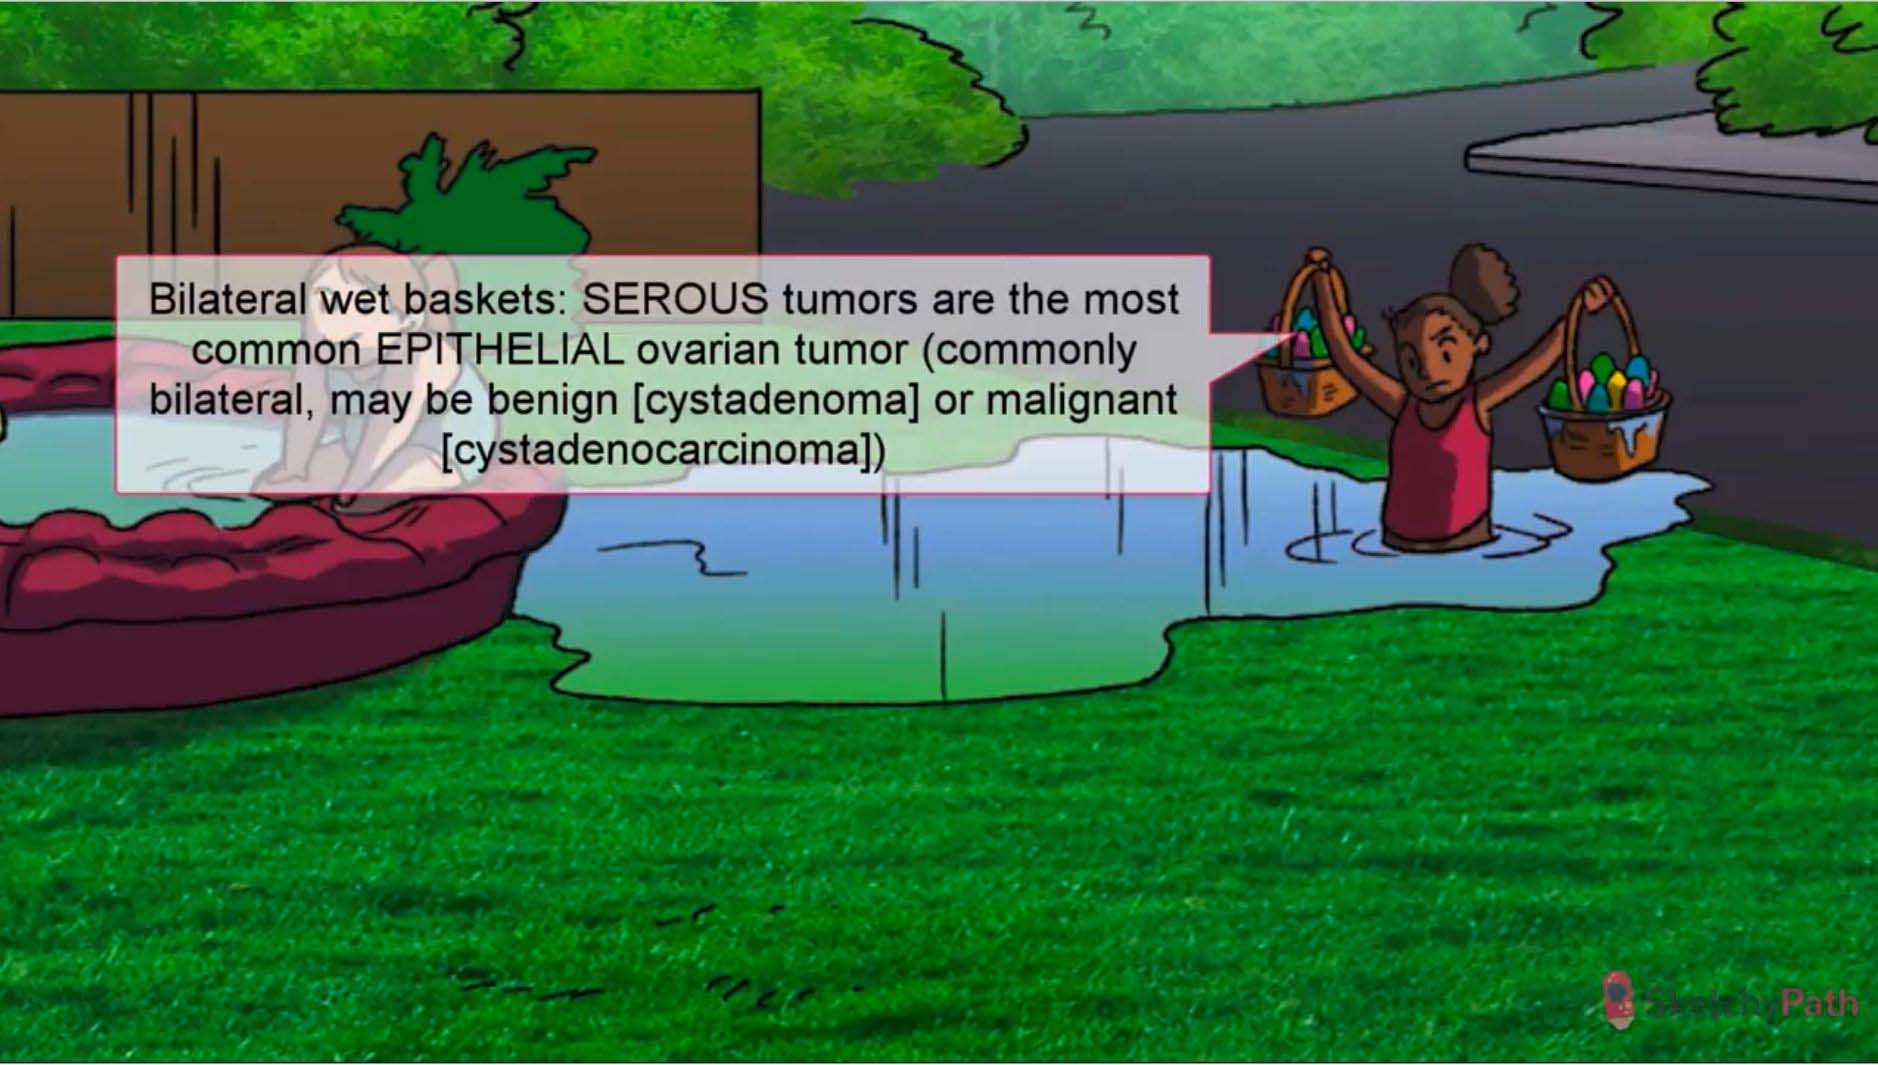 Bilateral wet baskets: SEROUS tumors are the most
common EPITHELIAL ovarian tumor (commonly
bilateral, may be benign [cystadenoma] or malignant
[cystadenocarcinoma])
SketchyPath